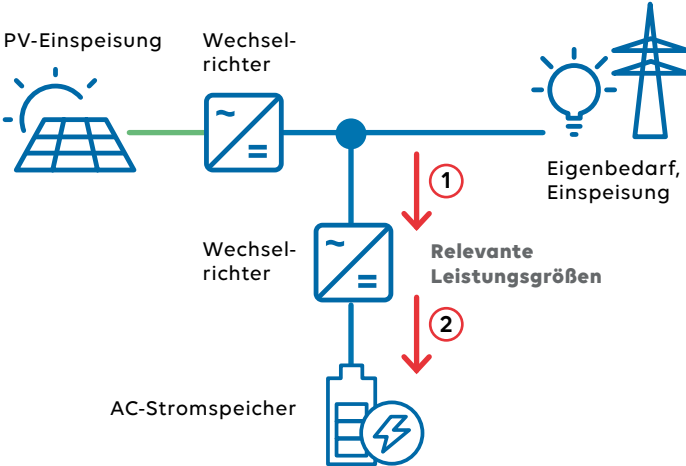 PV-Einspeisung
Wechsel-
richter
Eigenbedarf,
Einspeisung
1
Wechsel-
richter
Relevante
Leistungsgrößen
2
AC-Stromspeicher